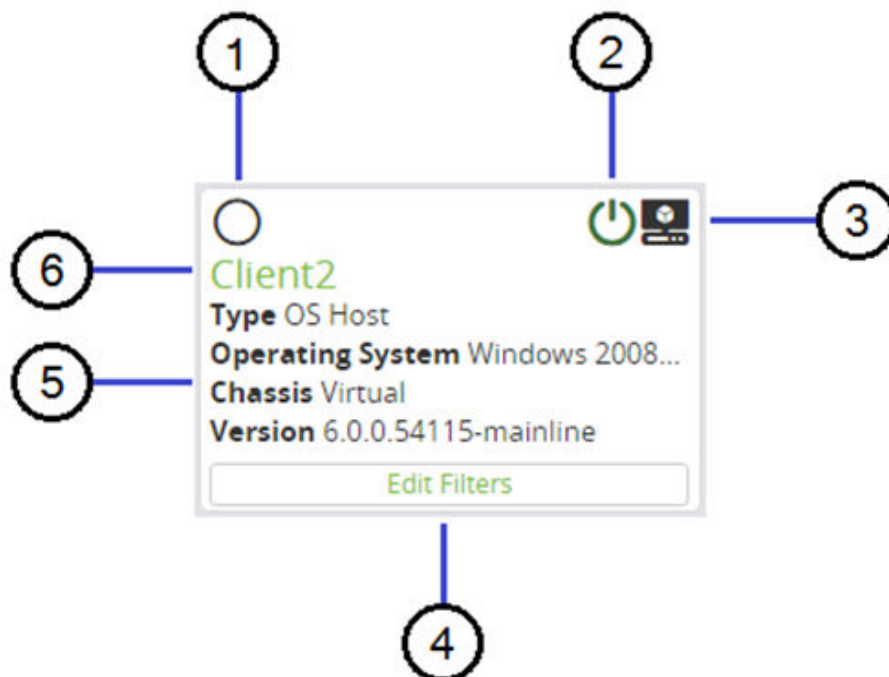 1
2
3
6
Client2
Type OS Host
Operating System Windows 2008...
5
Chassis Virtual
Version 6.0.0.54115-mainline
Edit Filters
4